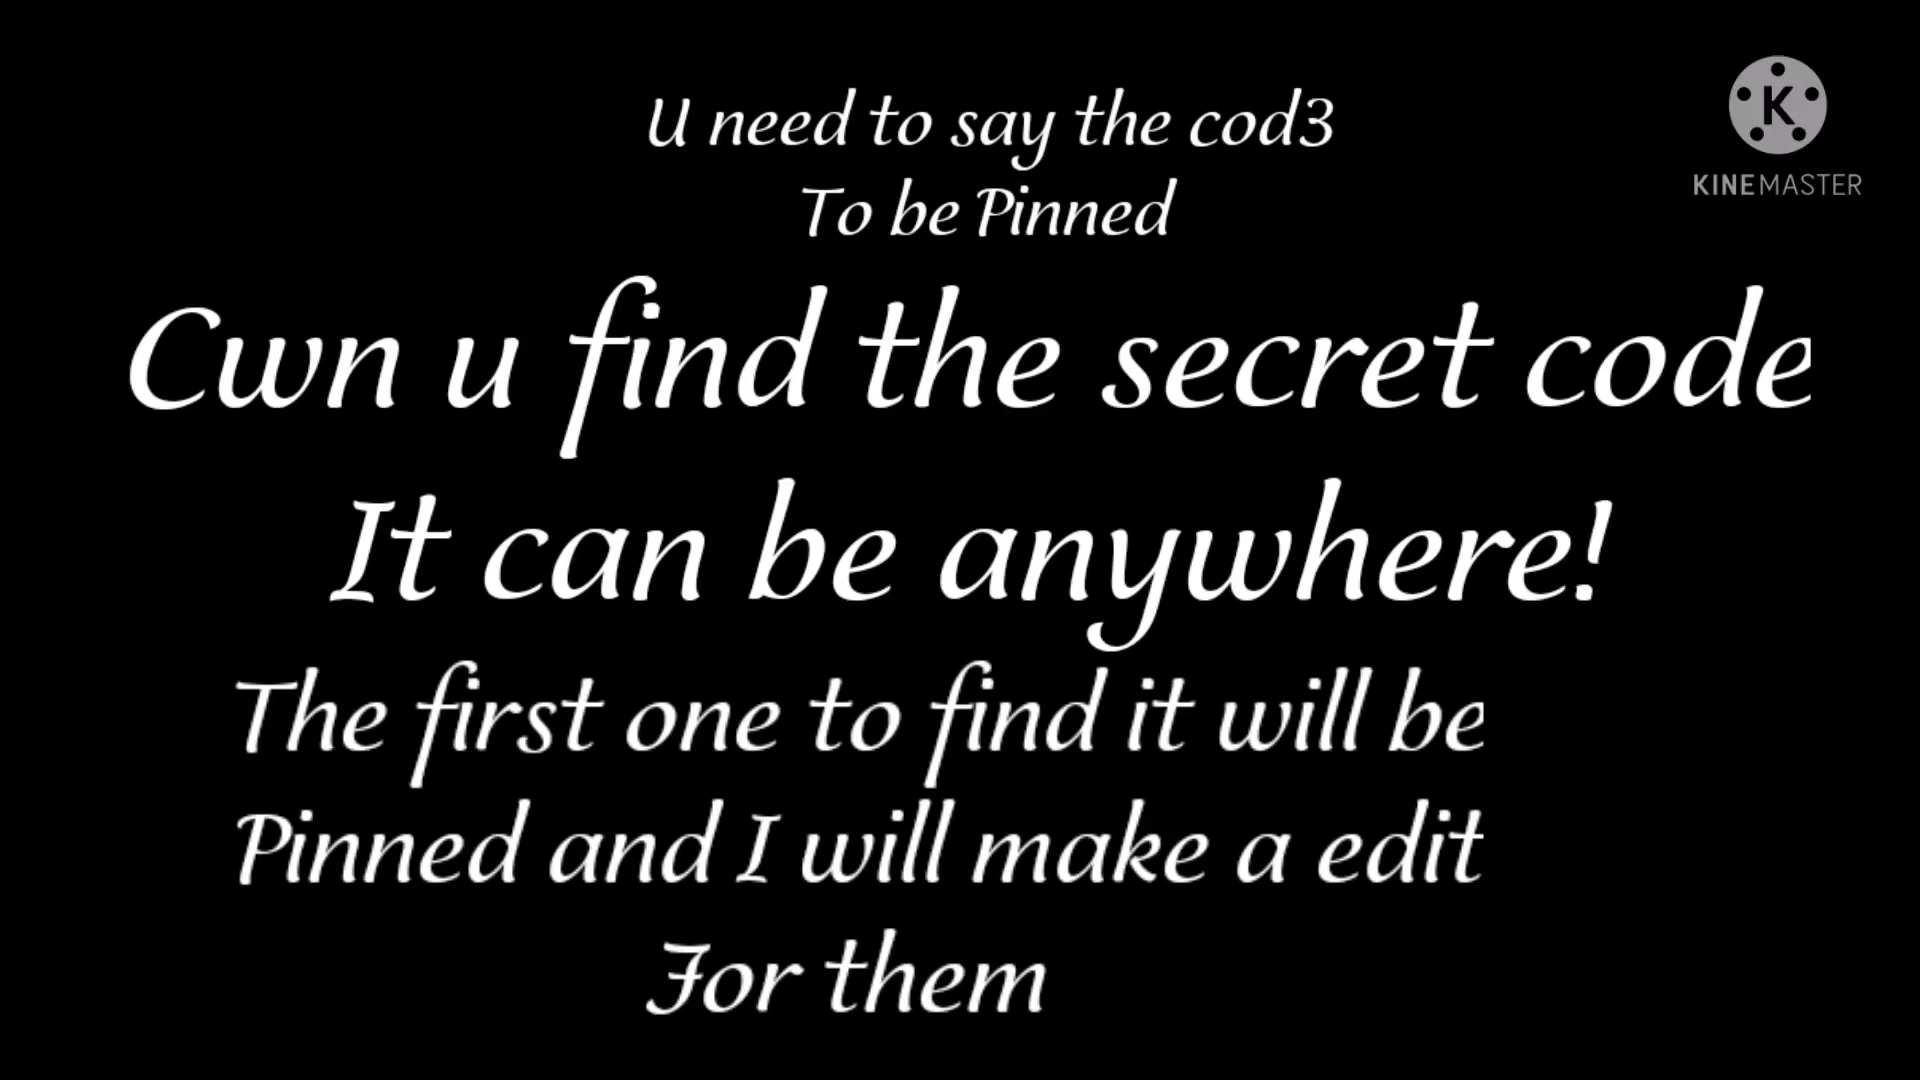 U need to say the cod3
To be Pinned
K
KINEMASTER
Cwn u find the secret code
It can be anywhere!
The first one to find it will be
Pinned and I will make a edit
For them